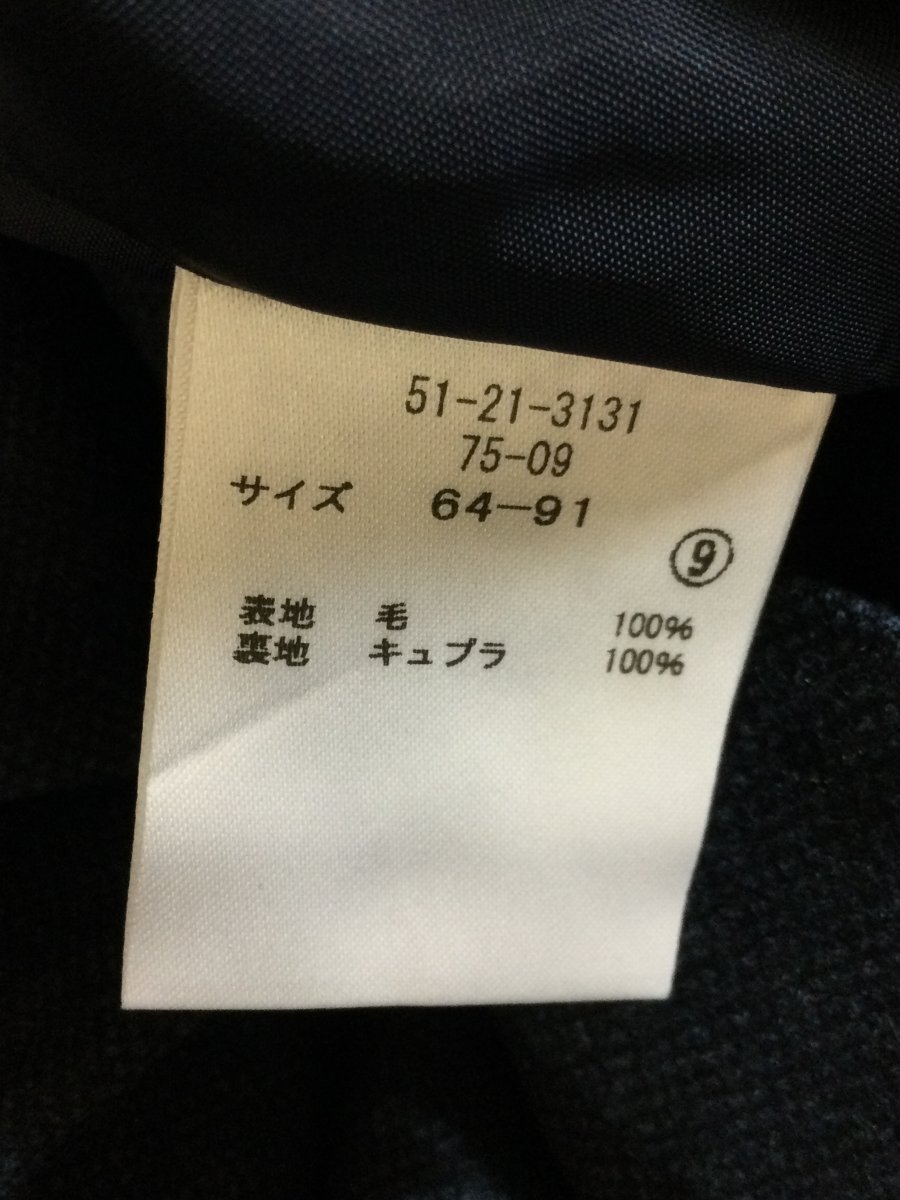 51-21-3131
75-09
サイズ 64-91
⑨
表地 毛 100%
裏地 キュプラ 100%